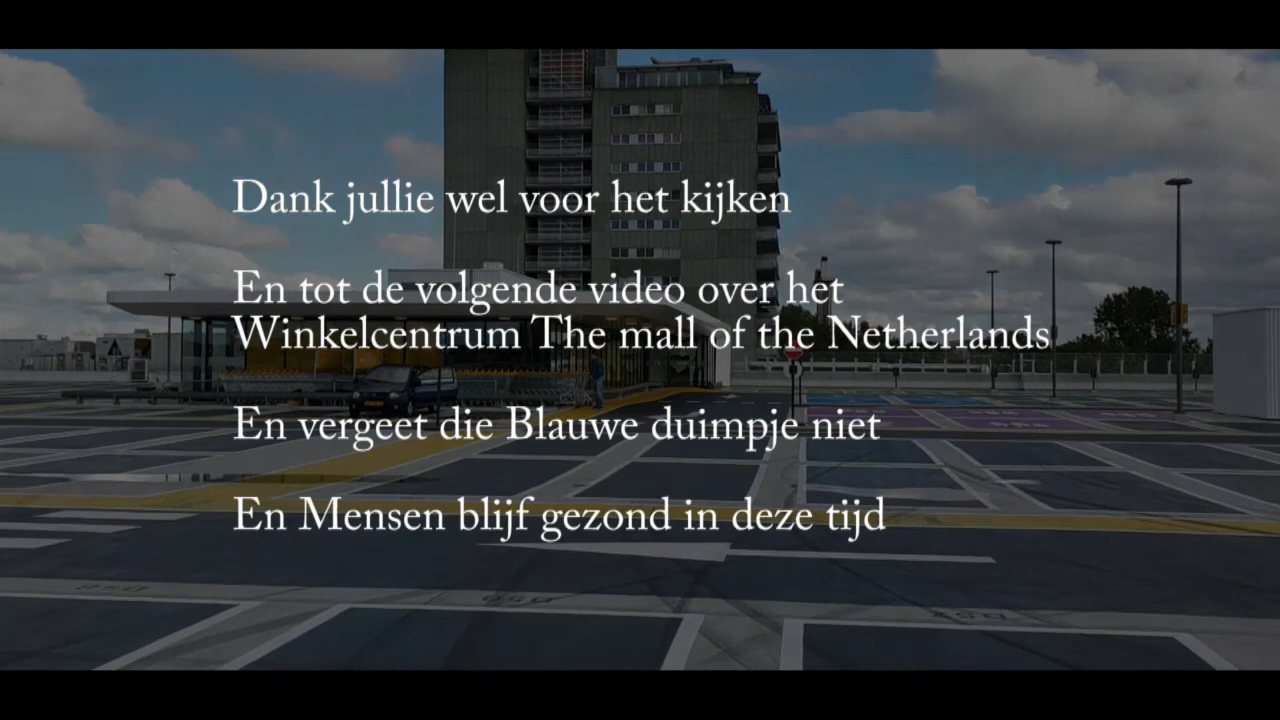 Dank jullie wel voor het kijken
En tot de volgende video over het
Winkelcentrum The mall of the Netherlands
En vergeet die Blauwe duimpje niet
En Mensen blijf gezond in deze tijd